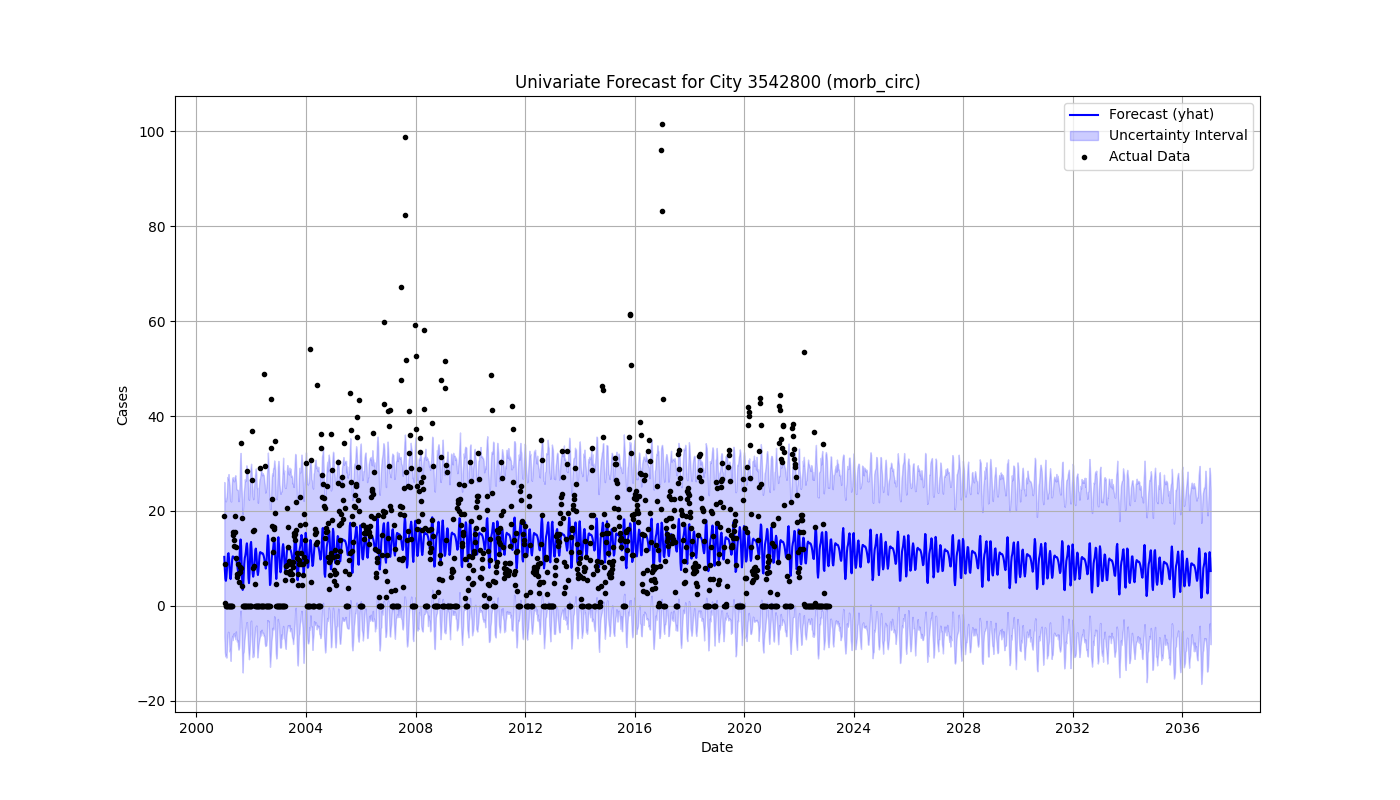 Univariate Forecast for City 3542800 (morb_circ)
Forecast (yhat)
Uncertainty Interval
Actual Data
Cases
100
80
60
40
20
0
−20
2000 2004 2008 2012 2016 2020 2024 2028 2032 2036
Date